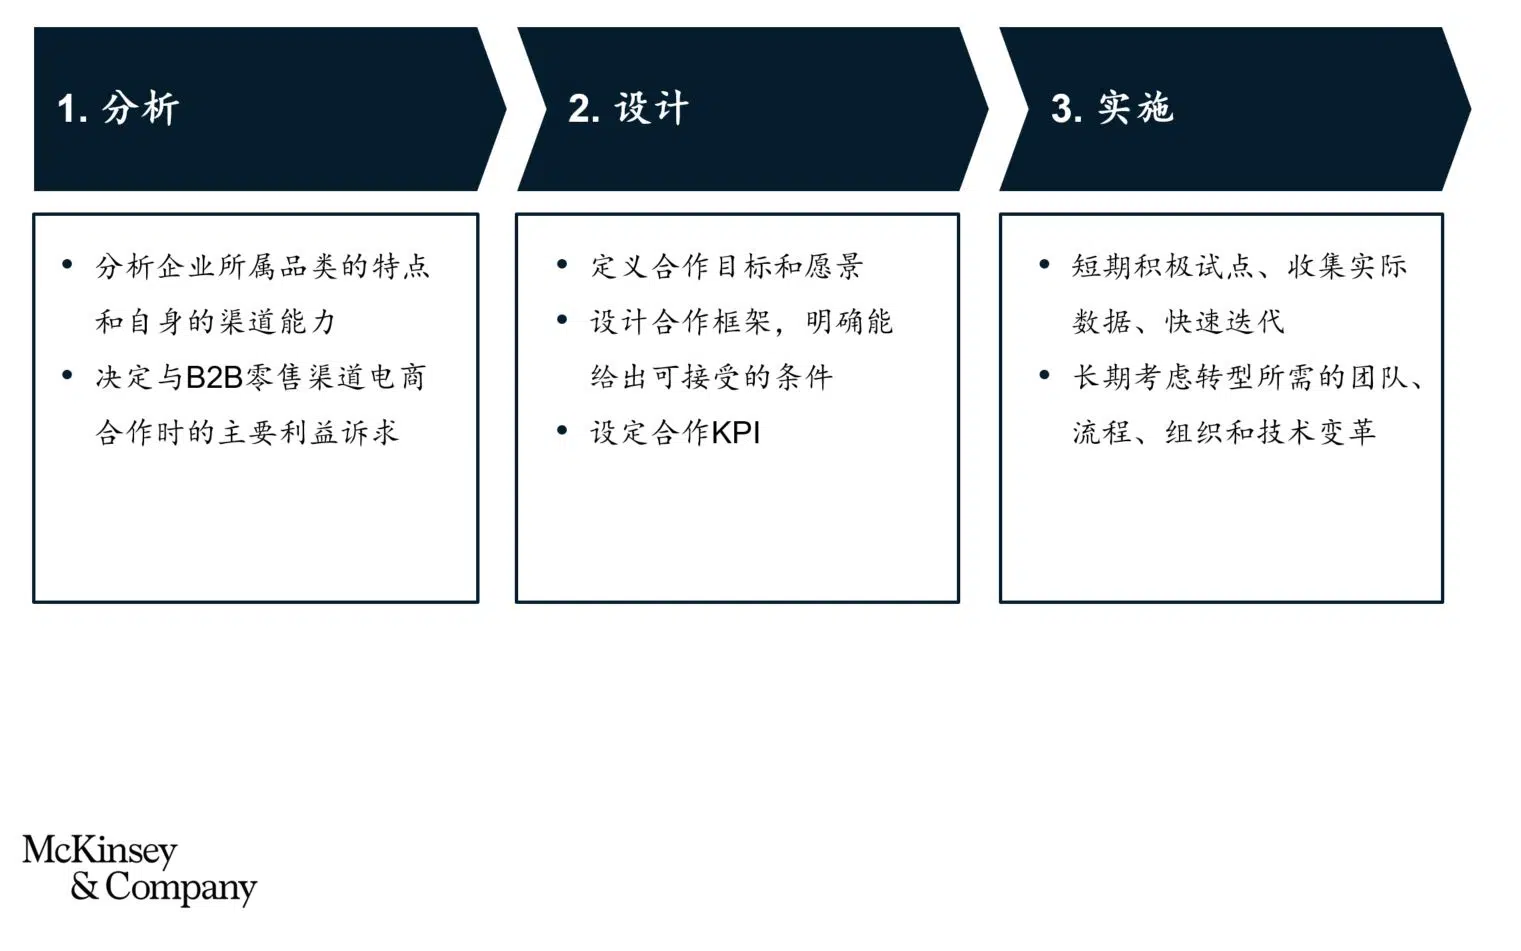 1. 分析
2. 设计
3. 实施
• 分析企业所属品类的特点
和自身的渠道能力
• 决定与B2B零售渠道电商
合作时的主要利益诉求
• 定义合作目标和愿景
• 设计合作框架，明确能
给出可接受的条件
• 设定合作KPI
• 短期积极试点、收集实际
数据、快速迭代
• 长期考虑转型所需的团队、
流程、组织和技术变革
McKinsey
& Company